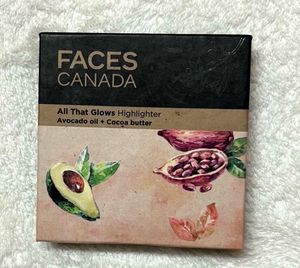 FACES
CANADA
All That Glows Highlighter
Avocado oil + Cocoa butter